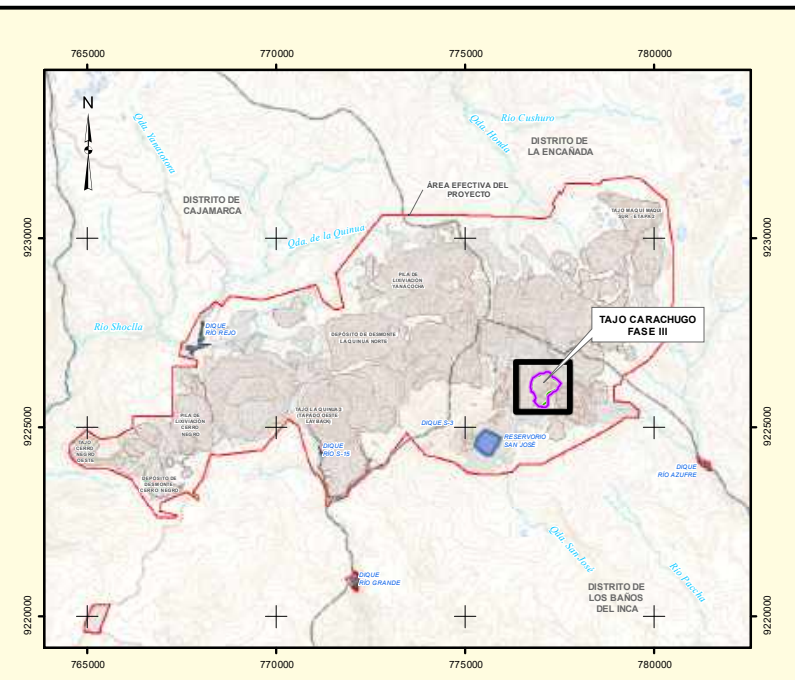 765000
770000
775000
780000
N
Qda. Yanatotora
Qda. Honda
Río Cushuro
DISTRITO DE
LA ENCAÑADA
ÁREA EFECTIVA DEL
PROYECTO
DISTRITO DE
CAJAMARCA
TAJO MAQUI MAQUI
SUR - ETAPA 3
9230000
9230000
Qda. de la Quinua
PILA DE
LIXIVIACIÓN
YANACOCHA
TAJO CARACHUGO
FASE III
Río Shoclla
DIQUE
RÍO REJO
DEPÓSITO DE DESMONTE
LA QUINUA NORTE
9225000
9225000
PILA DE
LIXIVIACIÓN
CERRO
NEGRO
TAJO LA QUINUA 3
(TAPADO OESTE
LAYBACK)
DIQUE S-3
RESERVORIO
SAN JOSÉ
TAJO
CERRO
NEGRO
OESTE
DIQUE
RÍO S-15
DEPÓSITO DE
DESMONTE
CERRO NEGRO
DIQUE
RÍO AZUFRE
Qda. San José
Río Paccha
DIQUE
RÍO GRANDE
DISTRITO DE
LOS BAÑOS
DEL INCA
9220000
9220000
765000
770000
775000
780000